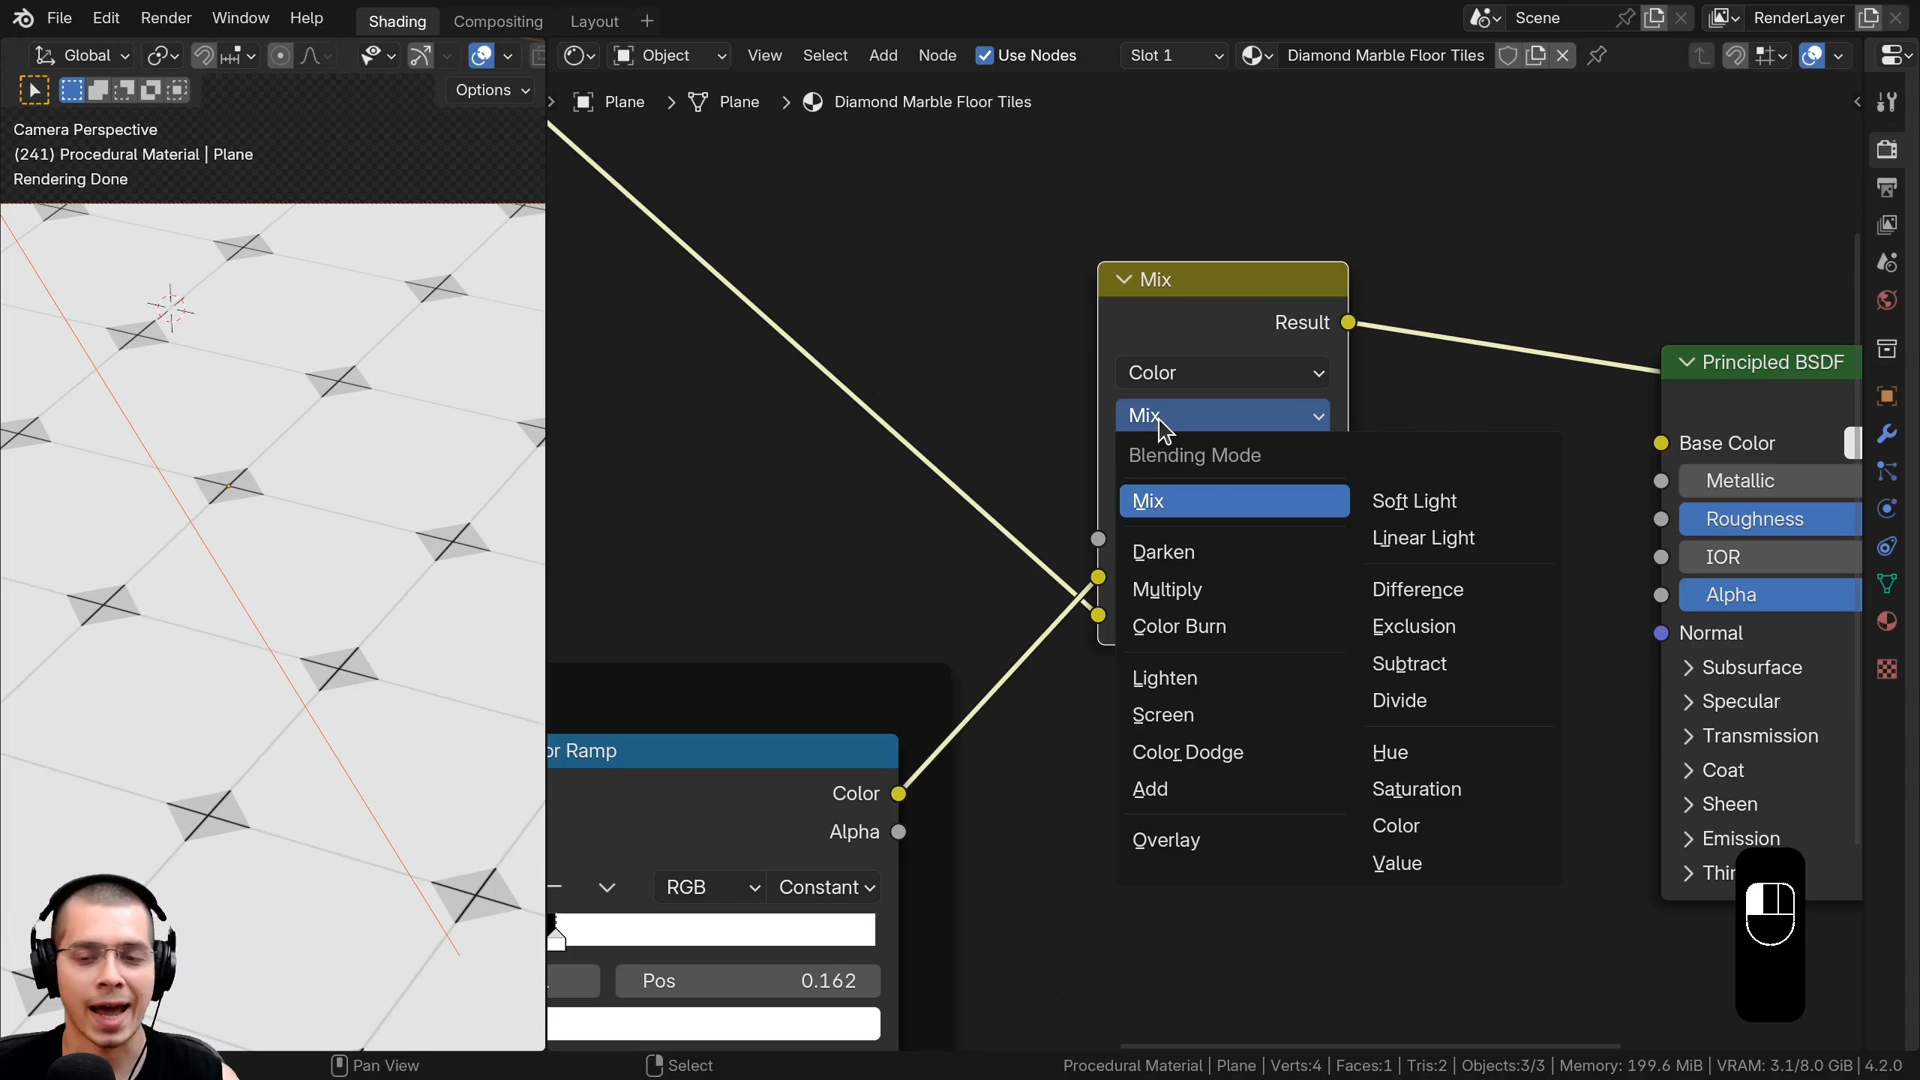 File Edit Render Window Help Shading Compositing Layout + Scene RenderLayer
Global Object View Select Add Node Use Nodes Slot 1 Diamond Marble Floor Tiles
Options
Plane > Plane > Diamond Marble Floor Tiles
Camera Perspective
(241) Procedural Material | Plane
Rendering Done
Mix
Result
Color
Mix
Blending Mode
Mix
Darken
Multiply
Color Burn
Lighten
Screen
Color Dodge
Add
Overlay
Soft Light
Linear Light
Difference
Exclusion
Subtract
Divide
Hue
Saturation
Color
Value
Principled BSDF
Base Color
Metallic
Roughness
IOR
Alpha
Normal
Subsurface
Specular
Transmission
Coat
Sheen
Emission
Thi
or Ramp
Color
Alpha
RGB Constant
Pos 0.162
Pan View Select Procedural Material | Plane | Verts:4 | Faces:1 | Tris:2 | Objects:3/3 | Memory: 199.6 MiB | VRAM: 3.1/8.0 GiB | 4.2.0